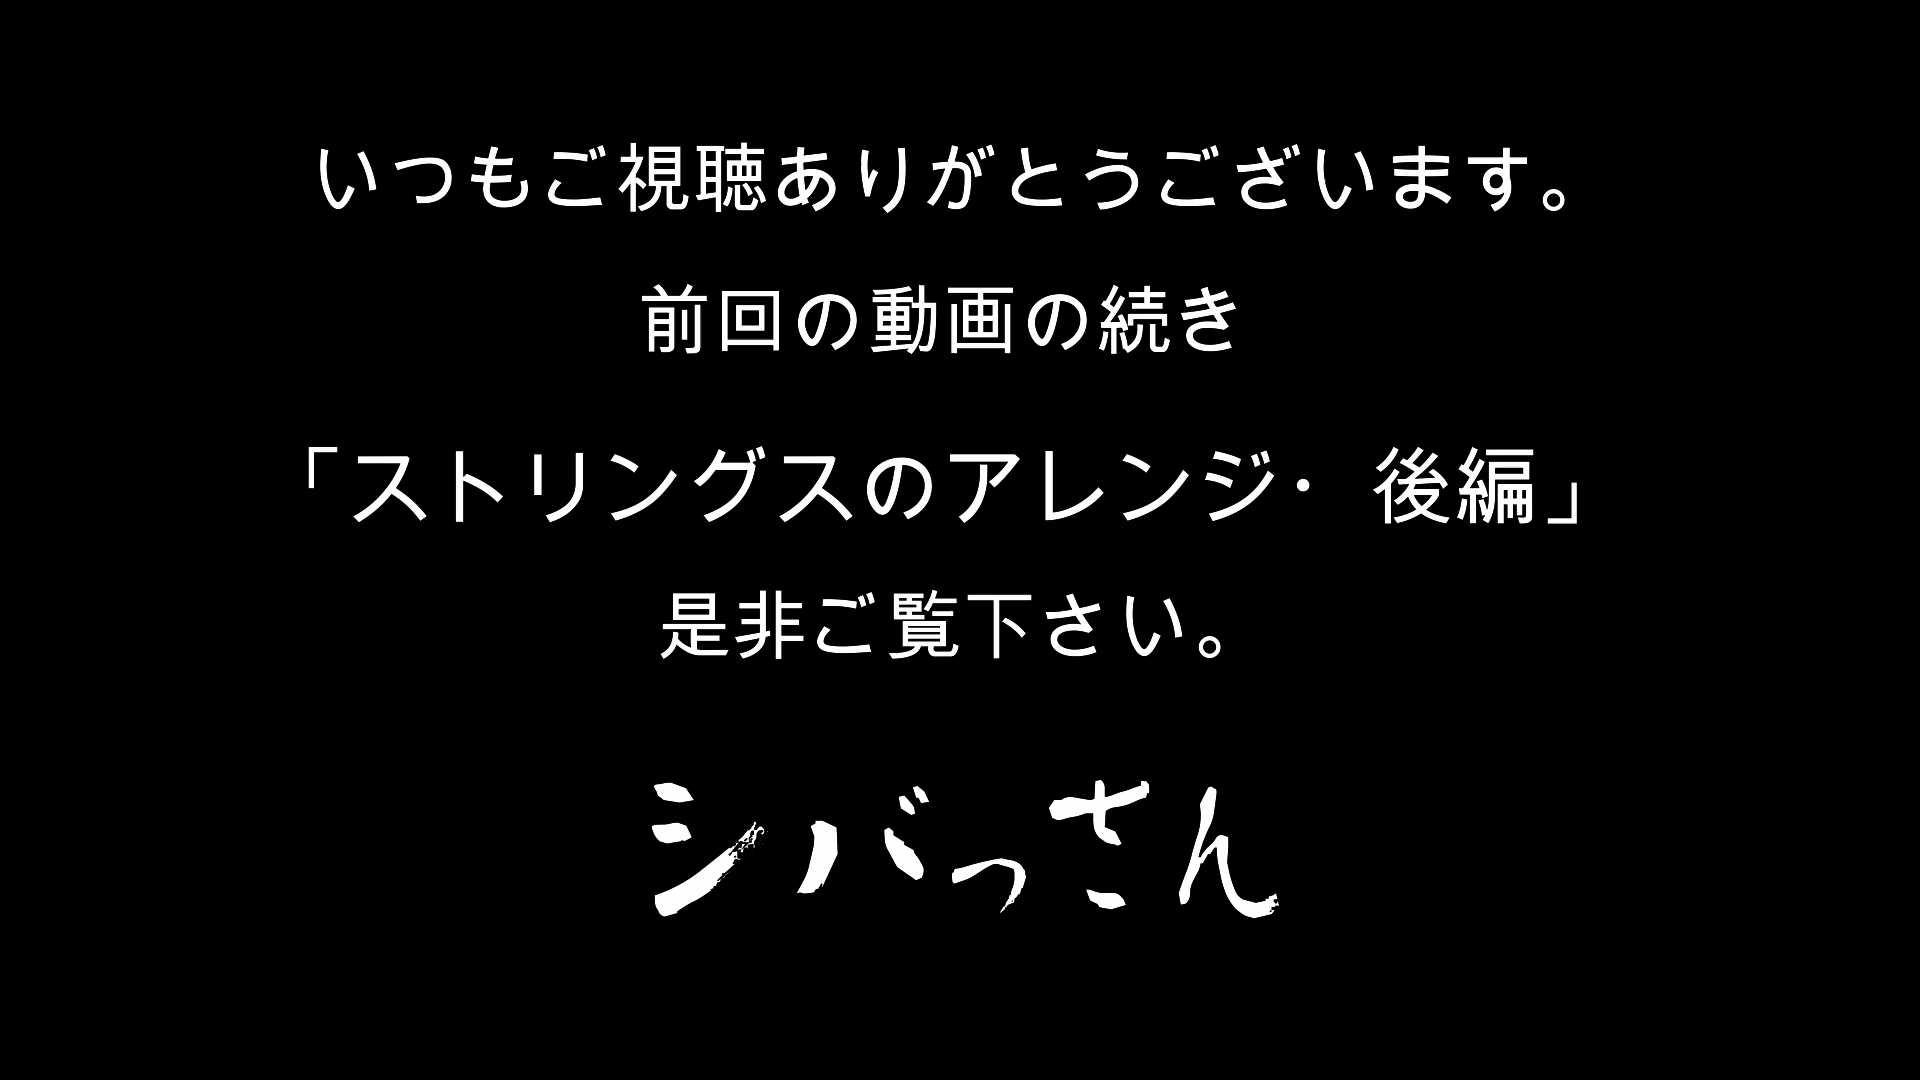 いつもご視聴ありがとうございます。
前回の動画の続き
「ストリングスのアレンジ・後編」
是非ご覧下さい。
シバっさん